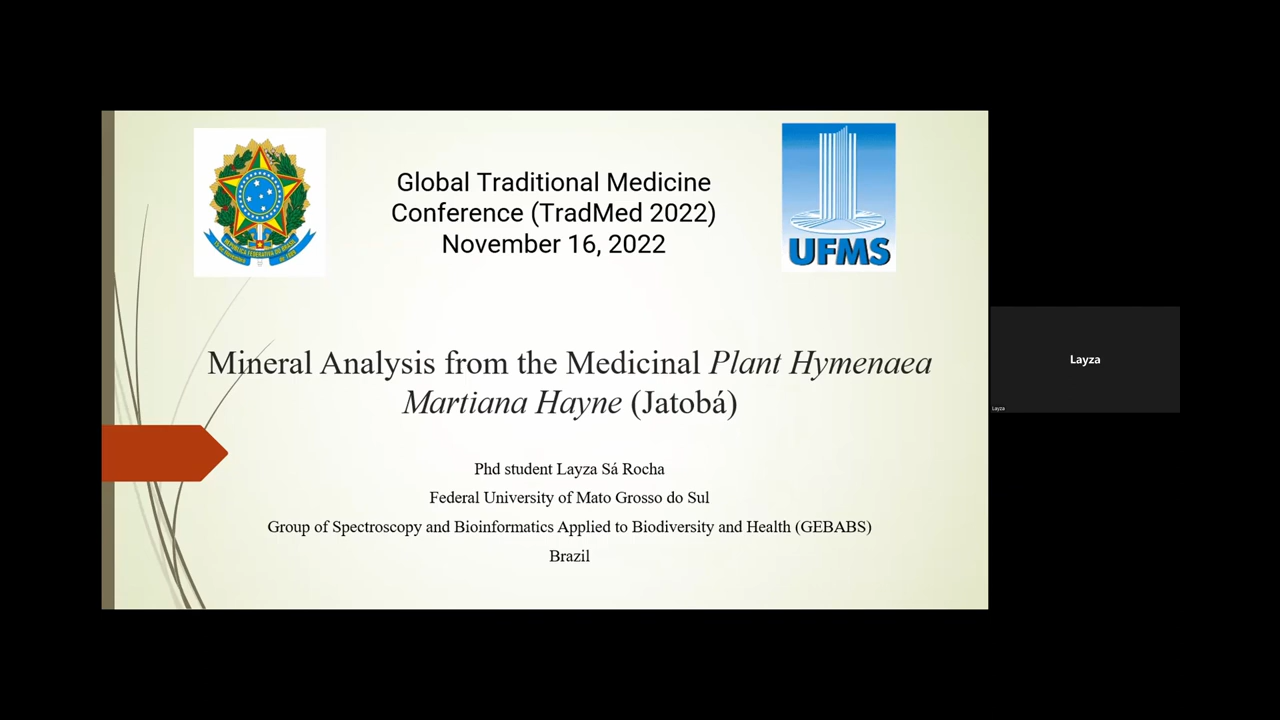 Global Traditional Medicine
Conference (TradMed 2022)
November 16, 2022
UFMS
Mineral Analysis from the Medicinal Plant Hymenaea
Martiana Hayne (Jatobá)
Phd student Layza Sá Rocha
Federal University of Mato Grosso do Sul
Group of Spectroscopy and Bioinformatics Applied to Biodiversity and Health (GEBABS)
Brazil
Layza
Layza